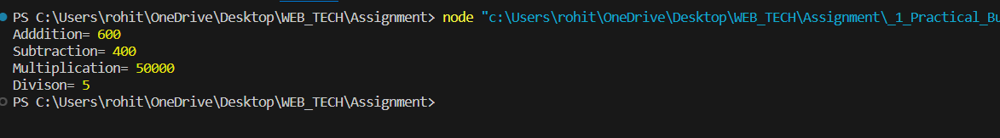 PS C:\Users\rohit\OneDrive\Desktop\WEB_TECH\Assignment> node "c:\Users\rohit\OneDrive\Desktop\WEB_TECH\Assignment\_1_Practical_Bu
Adddition= 600
Subtraction= 400
Multiplication= 50000
Divison= 5
PS C:\Users\rohit\OneDrive\Desktop\WEB_TECH\Assignment>